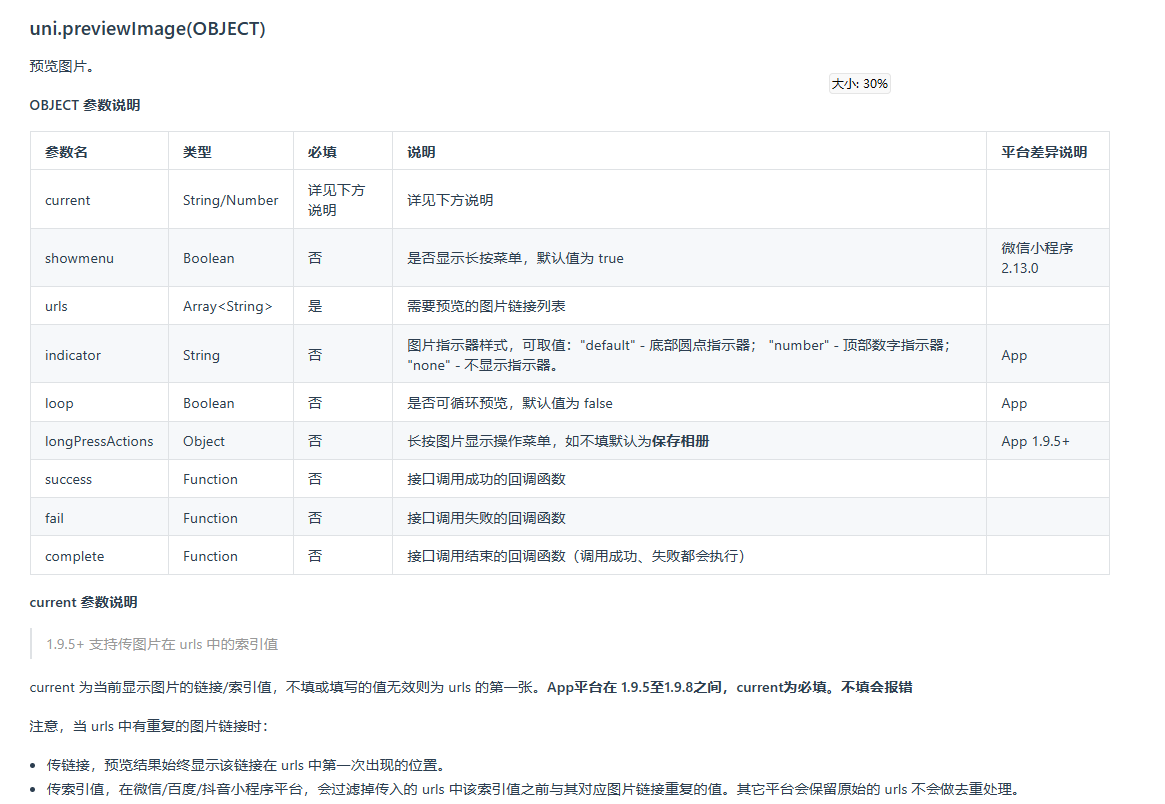 uni.previewImage(OBJECT)
预览图片。
大小: 30%
OBJECT 参数说明
参数名 类型 必填 说明 平台差异说明
current String/Number 详见下方说明 详见下方说明
showmenu Boolean 否 是否显示长按菜单，默认值为 true 微信小程序 2.13.0
urls Array<String> 是 需要预览的图片链接列表
indicator String 否 图片指示器样式，可取值："default" - 底部圆点指示器； "number" - 顶部数字指示器； "none" - 不显示指示器。 App
loop Boolean 否 是否可循环预览，默认值为 false App
longPressActions Object 否 长按图片显示操作菜单，如不填默认为保存相册 App 1.9.5+
success Function 否 接口调用成功的回调函数
fail Function 否 接口调用失败的回调函数
complete Function 否 接口调用结束的回调函数（调用成功、失败都会执行）
current 参数说明
1.9.5+ 支持传图片在 urls 中的索引值
current 为当前显示图片的链接/索引值，不填或填写的值无效则为 urls 的第一张。App平台在 1.9.5至1.9.8之间，current为必填。不填会报错
注意，当 urls 中有重复的图片链接时：
• 传链接，预览结果始终显示该链接在 urls 中第一次出现的位置。
• 传索引值，在微信/百度/抖音小程序平台，会过滤掉传入的 urls 中该索引值之前与其对应图片链接重复的值。其它平台会保留原始的 urls 不会做去重处理。